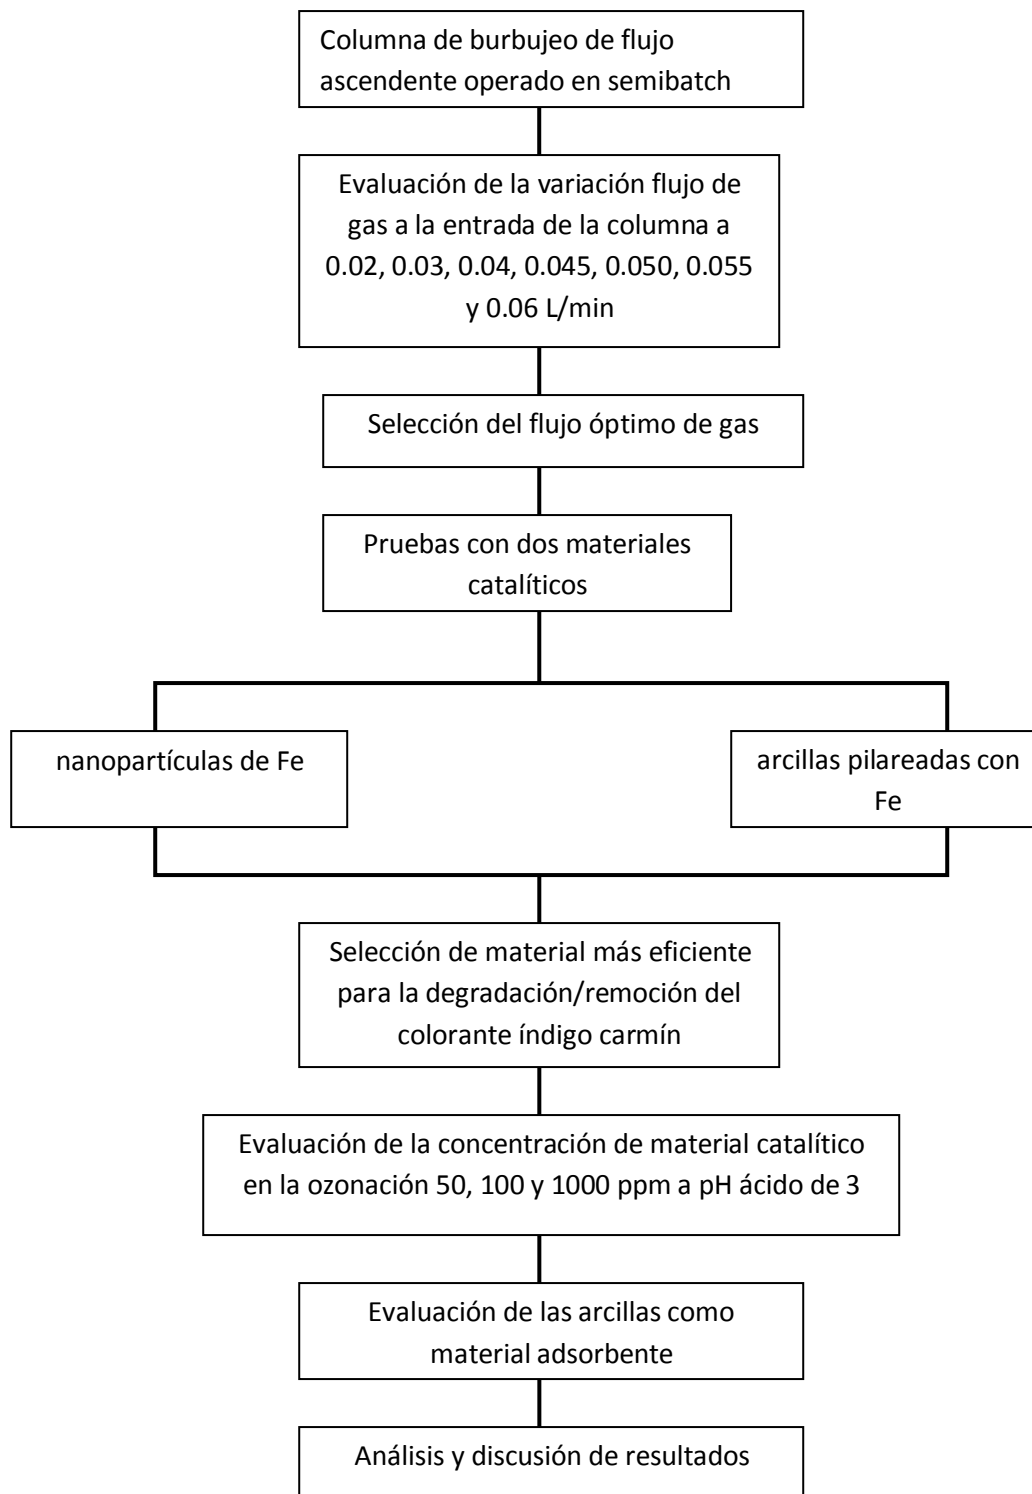 Columna de burbujeo de flujo
ascendente operado en semibatch
Evaluación de la variación flujo de
gas a la entrada de la columna a
0.02, 0.03, 0.04, 0.045, 0.050, 0.055
y 0.06 L/min
Selección del flujo óptimo de gas
Pruebas con dos materiales
catalíticos
nanopartículas de Fe
arcillas pilareadas con
Fe
Selección de material más eficiente
para la degradación/remoción del
colorante índigo carmín
Evaluación de la concentración de material catalítico
en la ozonación 50, 100 y 1000 ppm a pH ácido de 3
Evaluación de las arcillas como
material adsorbente
Análisis y discusión de resultados